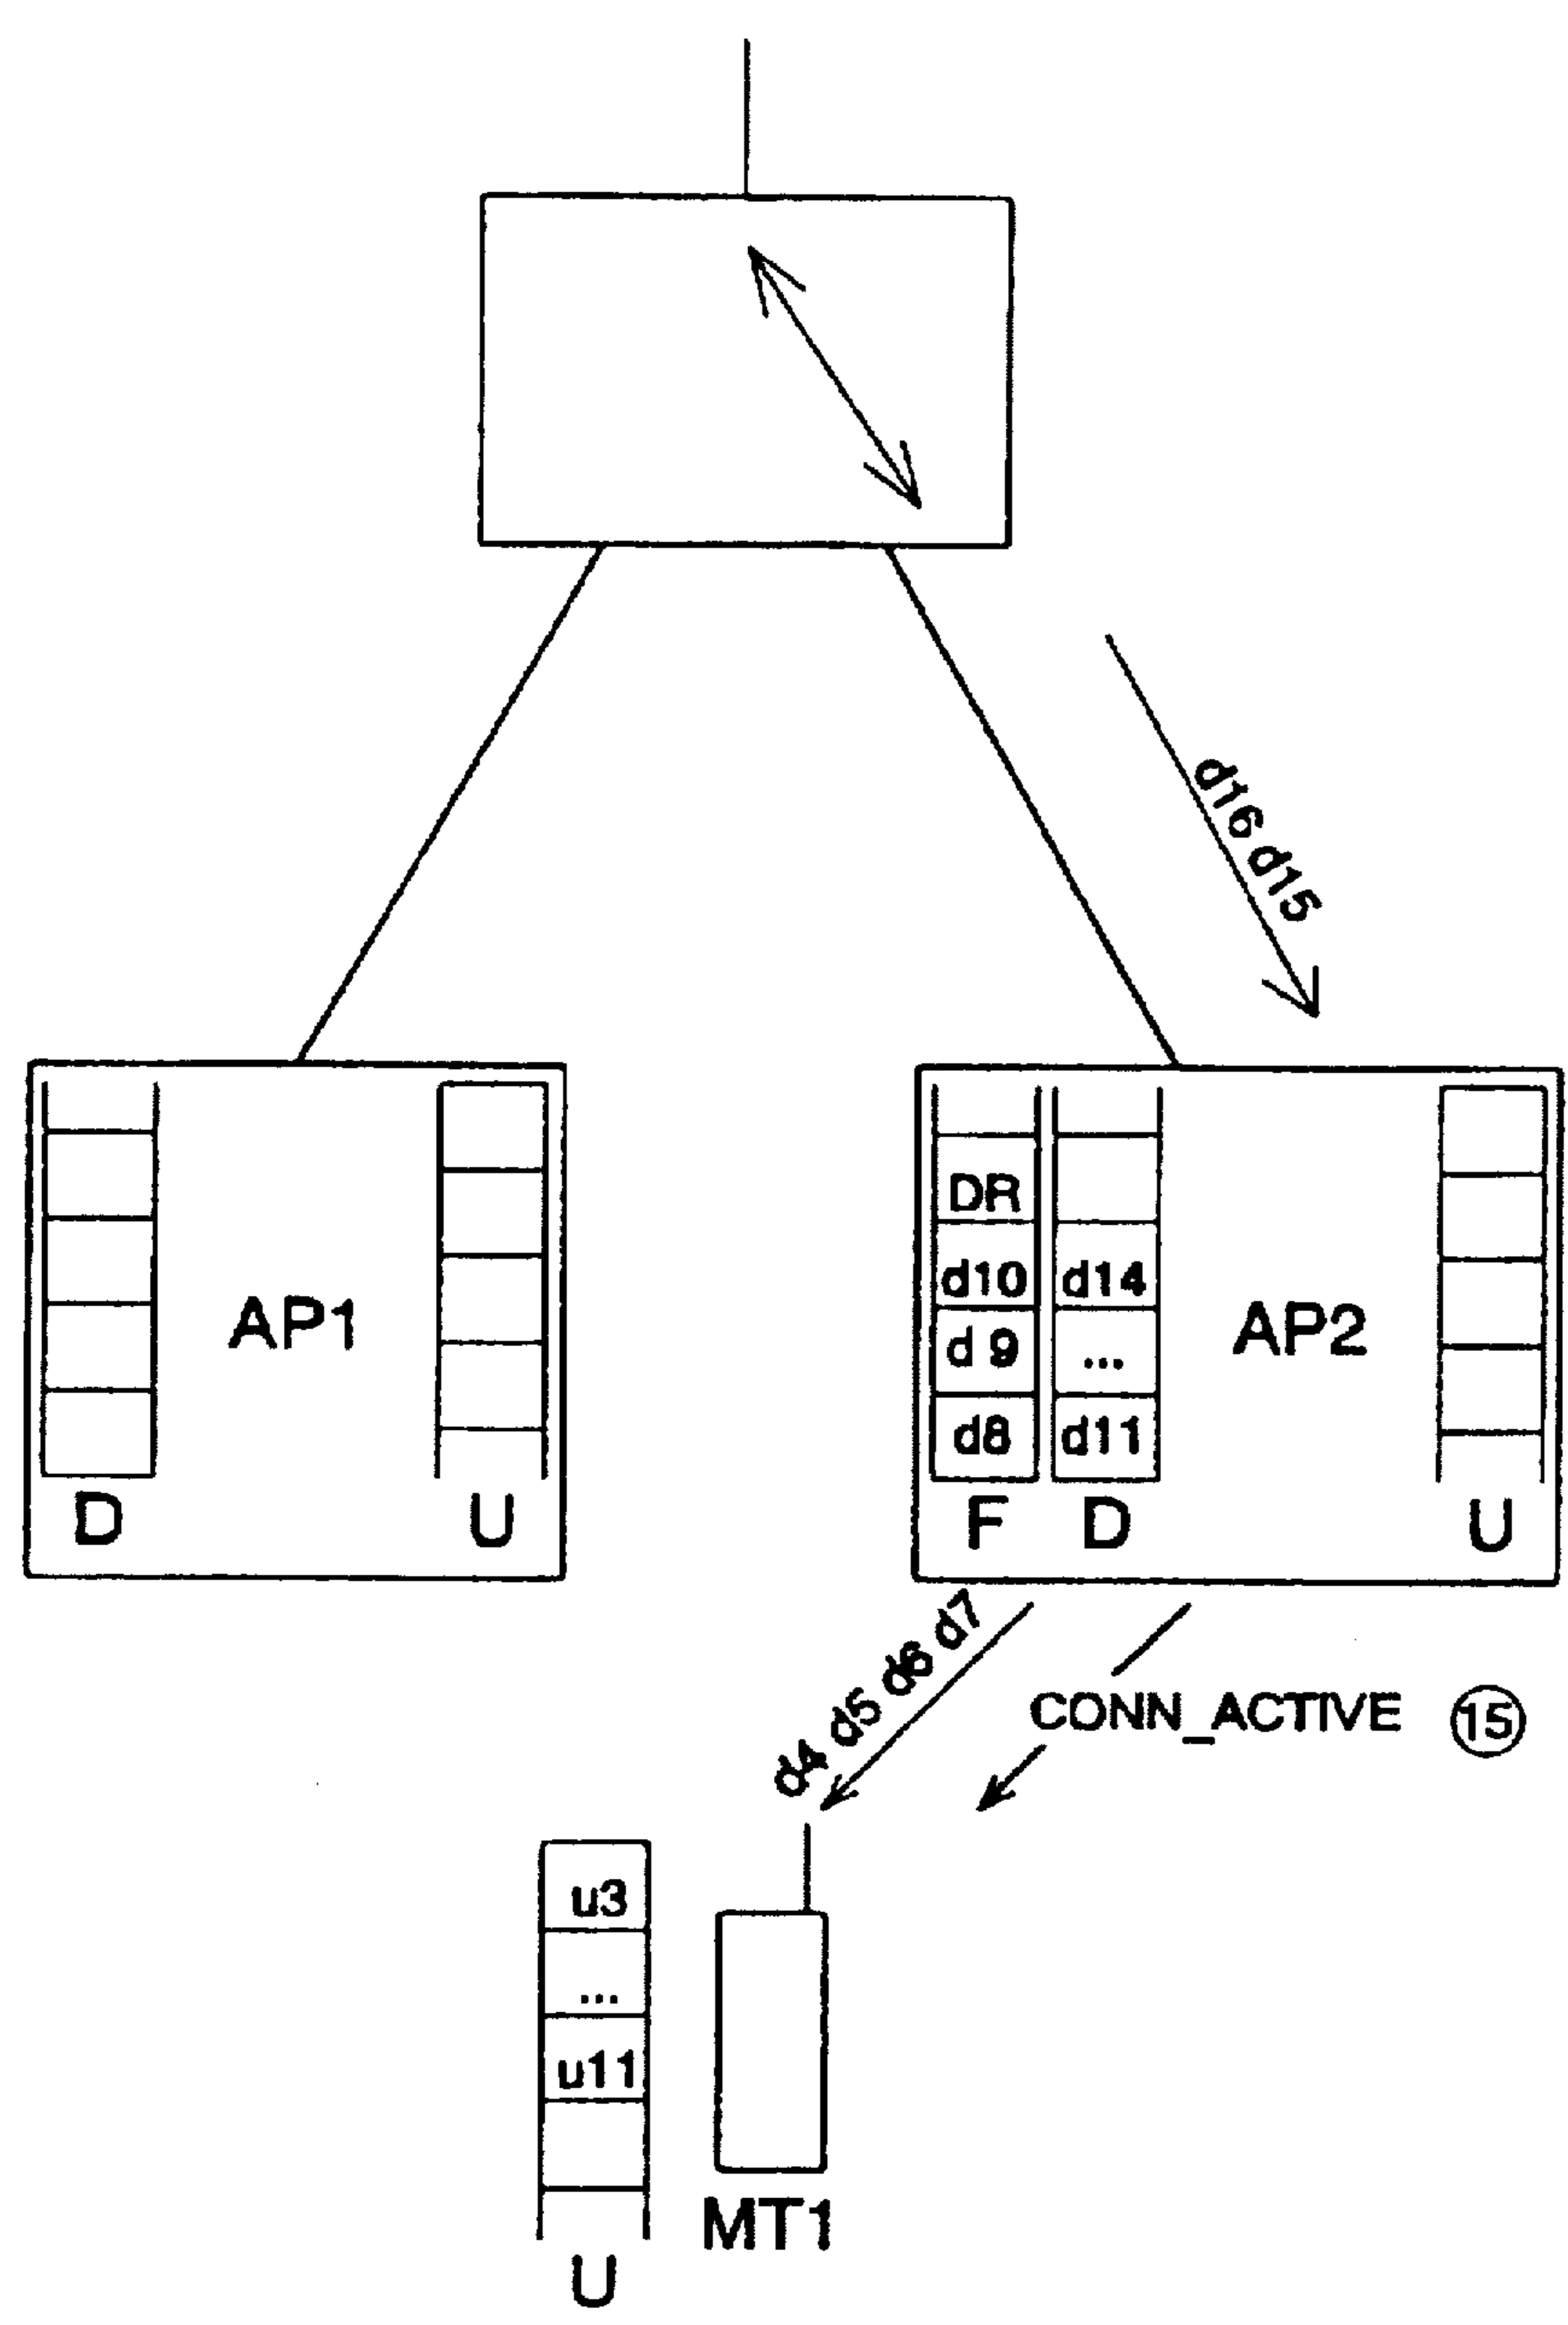 d16 d15
AP1
D
U
DR
d10
d14
d 9
...
d8
d11
AP2
F
D
U
d4 d5 d6 d7
CONN_ACTIVE
15
u3
...
u11
U
MT1